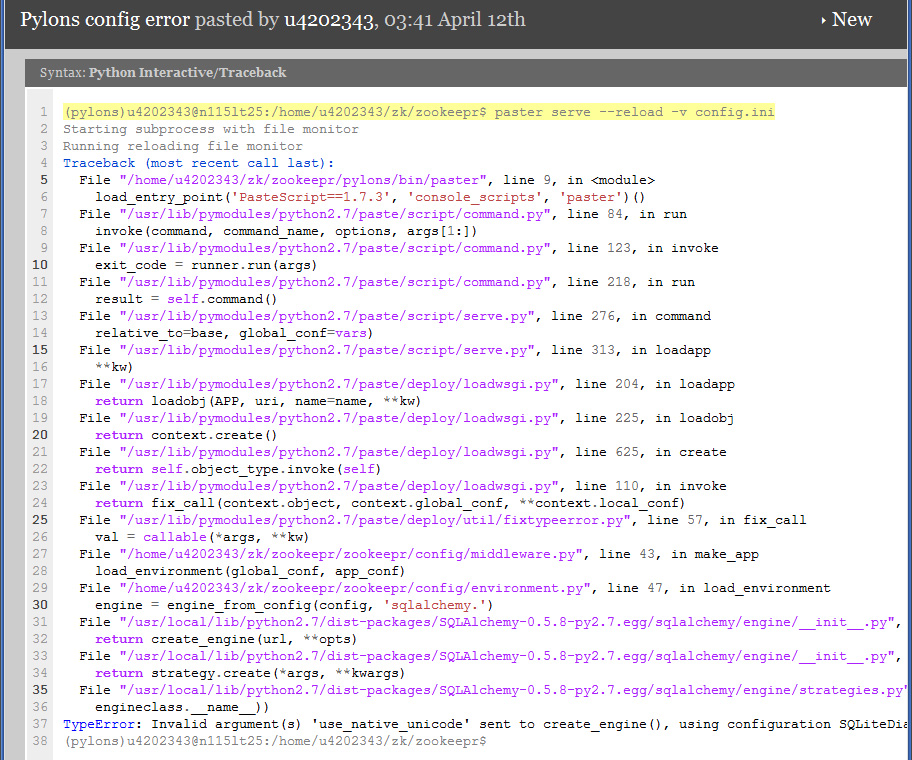 Pylons config error pasted by u4202343, 03:41 April 12th
New
Syntax: Python Interactive/Traceback
1 (pylons)u4202343@n115lt25:/home/u4202343/zk/zookeepr$ paster serve --reload -v config.ini
2 Starting subprocess with file monitor
3 Running reloading file monitor
4 Traceback (most recent call last):
5   File "/home/u4202343/zk/zookeepr/pylons/bin/paster", line 9, in <module>
6     load_entry_point('PasteScript==1.7.3', 'console_scripts', 'paster')()
7   File "/usr/lib/pymodules/python2.7/paste/script/command.py", line 84, in run
8     invoke(command, command_name, options, args[1:])
9   File "/usr/lib/pymodules/python2.7/paste/script/command.py", line 123, in invoke
10     exit_code = runner.run(args)
11   File "/usr/lib/pymodules/python2.7/paste/script/command.py", line 218, in run
12     result = self.command()
13   File "/usr/lib/pymodules/python2.7/paste/script/serve.py", line 276, in command
14     relative_to=base, global_conf=vars)
15   File "/usr/lib/pymodules/python2.7/paste/script/serve.py", line 313, in loadapp
16     **kw)
17   File "/usr/lib/pymodules/python2.7/paste/deploy/loadwsgi.py", line 204, in loadapp
18     return loadobj(APP, uri, name=name, **kw)
19   File "/usr/lib/pymodules/python2.7/paste/deploy/loadwsgi.py", line 225, in loadobj
20     return context.create()
21   File "/usr/lib/pymodules/python2.7/paste/deploy/loadwsgi.py", line 625, in create
22     return self.object_type.invoke(self)
23   File "/usr/lib/pymodules/python2.7/paste/deploy/loadwsgi.py", line 110, in invoke
24     return fix_call(context.object, context.global_conf, **context.local_conf)
25   File "/usr/lib/pymodules/python2.7/paste/deploy/util/fixtypeerror.py", line 57, in fix_call
26     val = callable(*args, **kw)
27   File "/home/u4202343/zk/zookeepr/zookeepr/config/middleware.py", line 43, in make_app
28     load_environment(global_conf, app_conf)
29   File "/home/u4202343/zk/zookeepr/zookeepr/config/environment.py", line 47, in load_environment
30     engine = engine_from_config(config, 'sqlalchemy.')
31   File "/usr/local/lib/python2.7/dist-packages/SQLAlchemy-0.5.8-py2.7.egg/sqlalchemy/engine/__init__.py",
32     return create_engine(url, **opts)
33   File "/usr/local/lib/python2.7/dist-packages/SQLAlchemy-0.5.8-py2.7.egg/sqlalchemy/engine/__init__.py",
34     return strategy.create(*args, **kwargs)
35   File "/usr/local/lib/python2.7/dist-packages/SQLAlchemy-0.5.8-py2.7.egg/sqlalchemy/engine/strategies.py"
36     engineclass.__name__))
37 TypeError: Invalid argument(s) 'use_native_unicode' sent to create_engine(), using configuration SQLiteDia
38 (pylons)u4202343@n115lt25:/home/u4202343/zk/zookeepr$